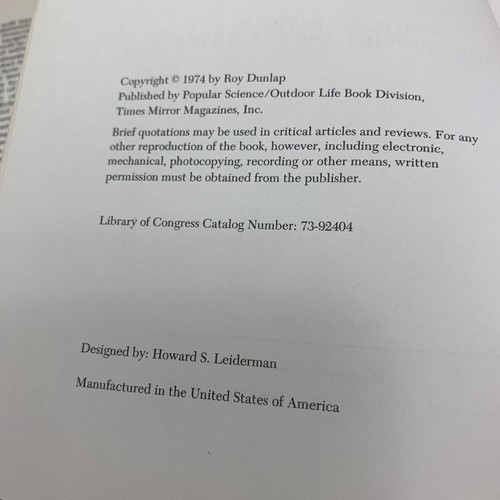 Copyright © 1974 by Roy Dunlap
Published by Popular Science/Outdoor Life Book Division,
Times Mirror Magazines, Inc.
Brief quotations may be used in critical articles and reviews. For any
other reproduction of the book, however, including electronic,
mechanical, photocopying, recording or other means, written
permission must be obtained from the publisher.
Library of Congress Catalog Number: 73-92404
Designed by: Howard S. Leiderman
Manufactured in the United States of America